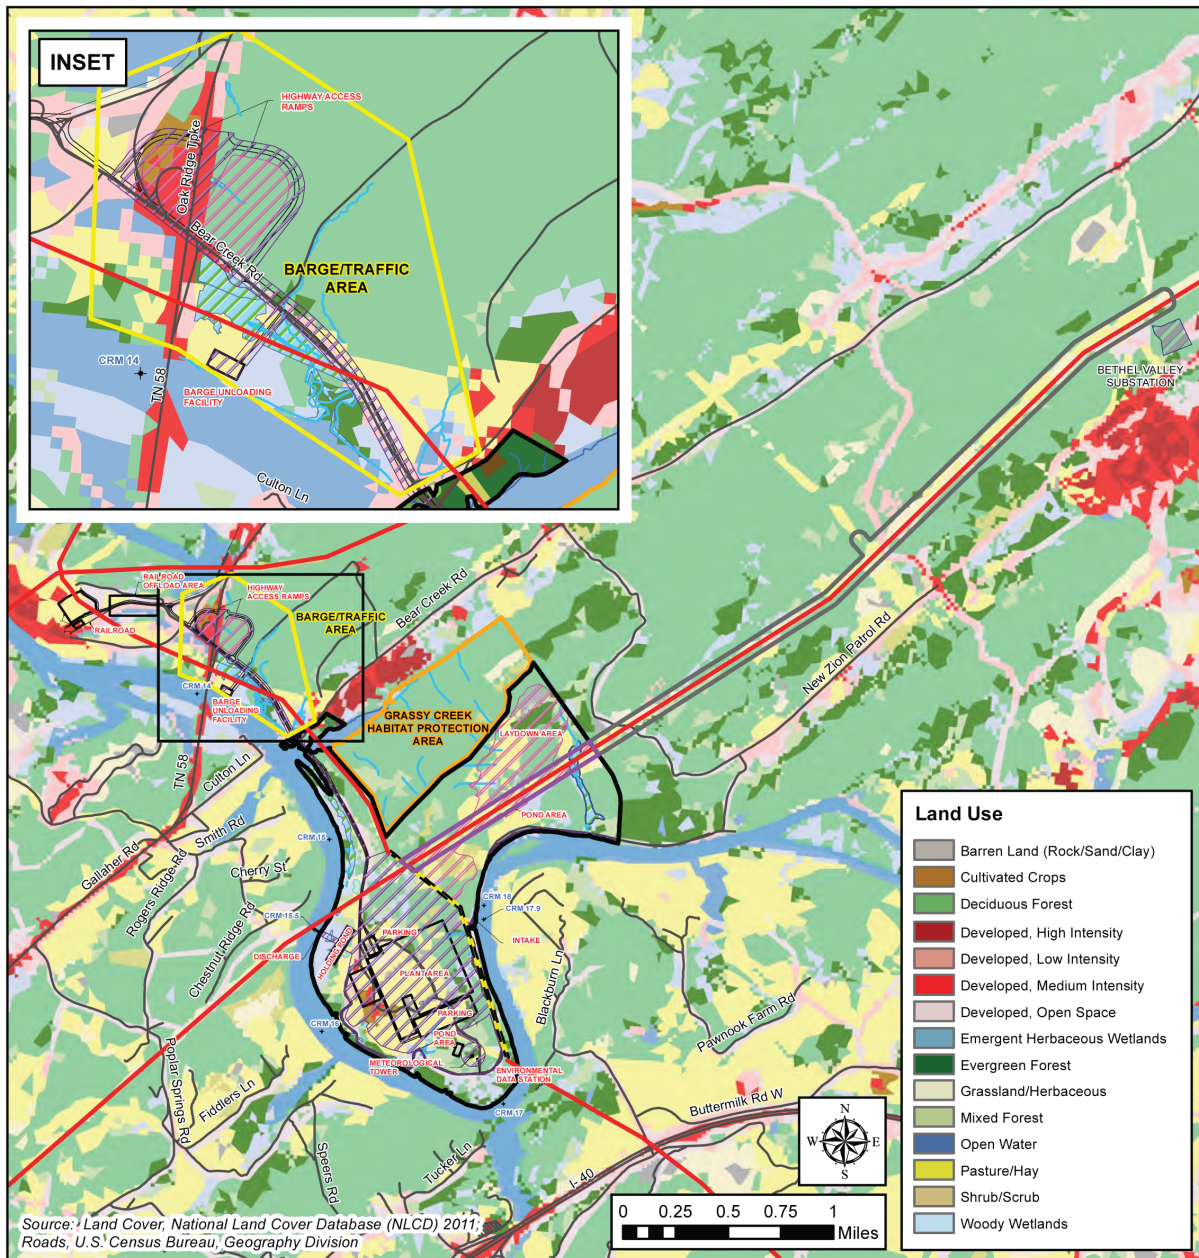 INSET
HIGHWAY ACCESS
RAMPS
Oak Ridge Tpke
Bear Creek Rd
BARGE/TRAFFIC
AREA
CRM 14
TN 58
BARGE UNLOADING
FACILITY
Culton Ln
BETHEL VALLEY
SUBSTATION
RAILROAD
OFFLOAD AREA
HIGHWAY
ACCESS RAMPS
RAILROAD
BARGE/TRAFFIC
AREA
Bear Creek Rd
CRM 14
BARGE
UNLOADING
FACILITY
New Zion Patrol Rd
GRASSY CREEK
HABITAT PROTECTION
AREA
LAYDOWN AREA
TN 58
Culton Ln
POND AREA
Smith Rd
CRM 15
Gallaher Rd
Rogers Ridge Rd
Cherry St
Chestnut Ridge Rd
CRM 18
CRM 17.9
CRM 15.5
PARKING
INTAKE
DISCHARGE
HOLDING POND
PLANT AREA
Blackburn Ln
PARKING
CRM 16
POND
AREA
Pawnook Farm Rd
METEOROLOGICAL
TOWER
ENVIRONMENTAL
DATA STATION
Poplar Springs Rd
Fiddlers Ln
CRM 17
Buttermilk Rd W
Speers Rd
Tucker Ln
I- 40
Land Use
Barren Land (Rock/Sand/Clay)
Cultivated Crops
Deciduous Forest
Developed, High Intensity
Developed, Low Intensity
Developed, Medium Intensity
Developed, Open Space
Emergent Herbaceous Wetlands
Evergreen Forest
Grassland/Herbaceous
Mixed Forest
Open Water
Pasture/Hay
Shrub/Scrub
Woody Wetlands
N
W E
S
0 0.25 0.5 0.75 1
Miles
Source: Land Cover, National Land Cover Database (NLCD) 2011;
Roads, U.S. Census Bureau, Geography Division